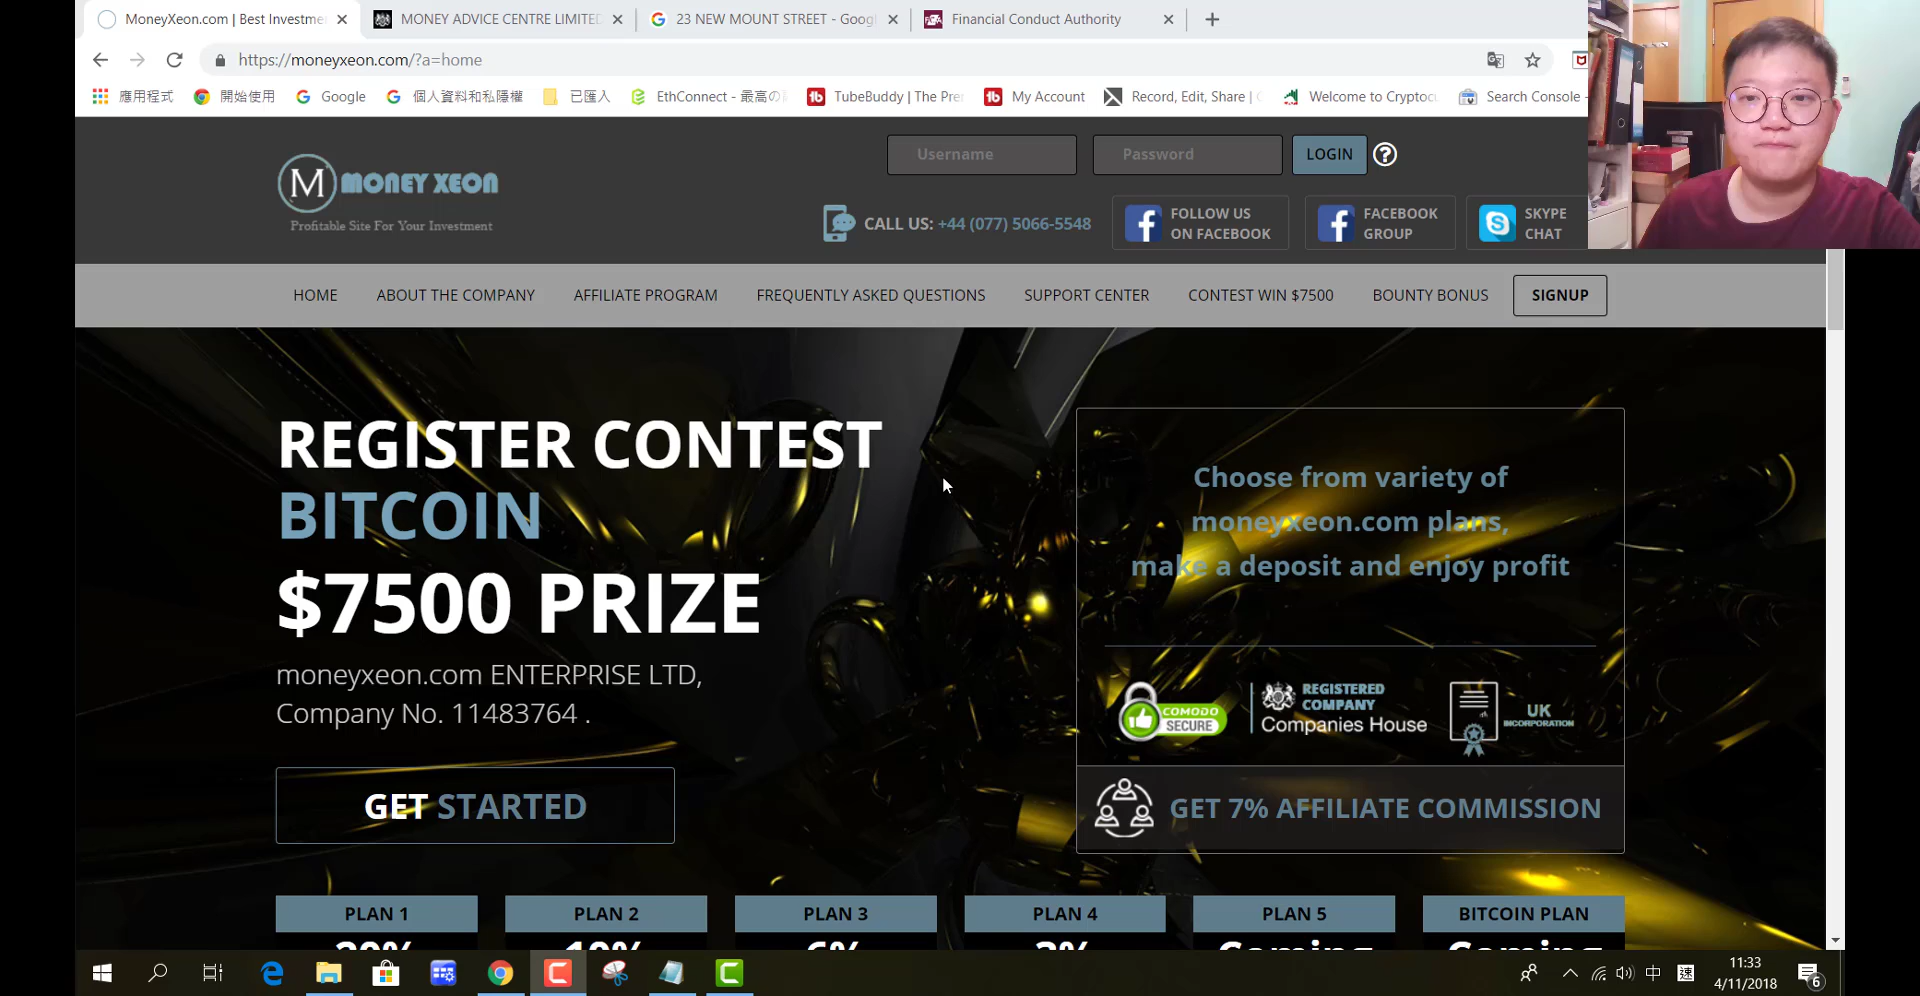 MoneyXeon.com | Best Investme
MONEY ADVICE CENTRE LIMITED
23 NEW MOUNT STREET - Goog
Financial Conduct Authority
https://moneyxeon.com/?a=home
應用程式
開始使用
Google
個人資料和私隱權
已匯入
EthConnect - 最高の
TubeBuddy | The Pre
My Account
Record, Edit, Share |
Welcome to Cryptoc
Search Console -
M MONEY XEON
Profitable Site For Your Investment
Username
Password
LOGIN
?
CALL US: +44 (077) 5066-5548
FOLLOW US
ON FACEBOOK
FACEBOOK
GROUP
SKYPE
CHAT
HOME
ABOUT THE COMPANY
AFFILIATE PROGRAM
FREQUENTLY ASKED QUESTIONS
SUPPORT CENTER
CONTEST WIN $7500
BOUNTY BONUS
SIGNUP
REGISTER CONTEST
BITCOIN
$7500 PRIZE
moneyxeon.com ENTERPRISE LTD,
Company No. 11483764 .
GET STARTED
Choose from variety of
moneyxeon.com plans,
make a deposit and enjoy profit
COMODO
SECURE
REGISTERED
COMPANY
Companies House
UK
INCORPORATION
GET 7% AFFILIATE COMMISSION
PLAN 1
PLAN 2
PLAN 3
PLAN 4
PLAN 5
BITCOIN PLAN
20%
10%
6%
3%
Coming
Coming
中
速
11:33
4/11/2018
6